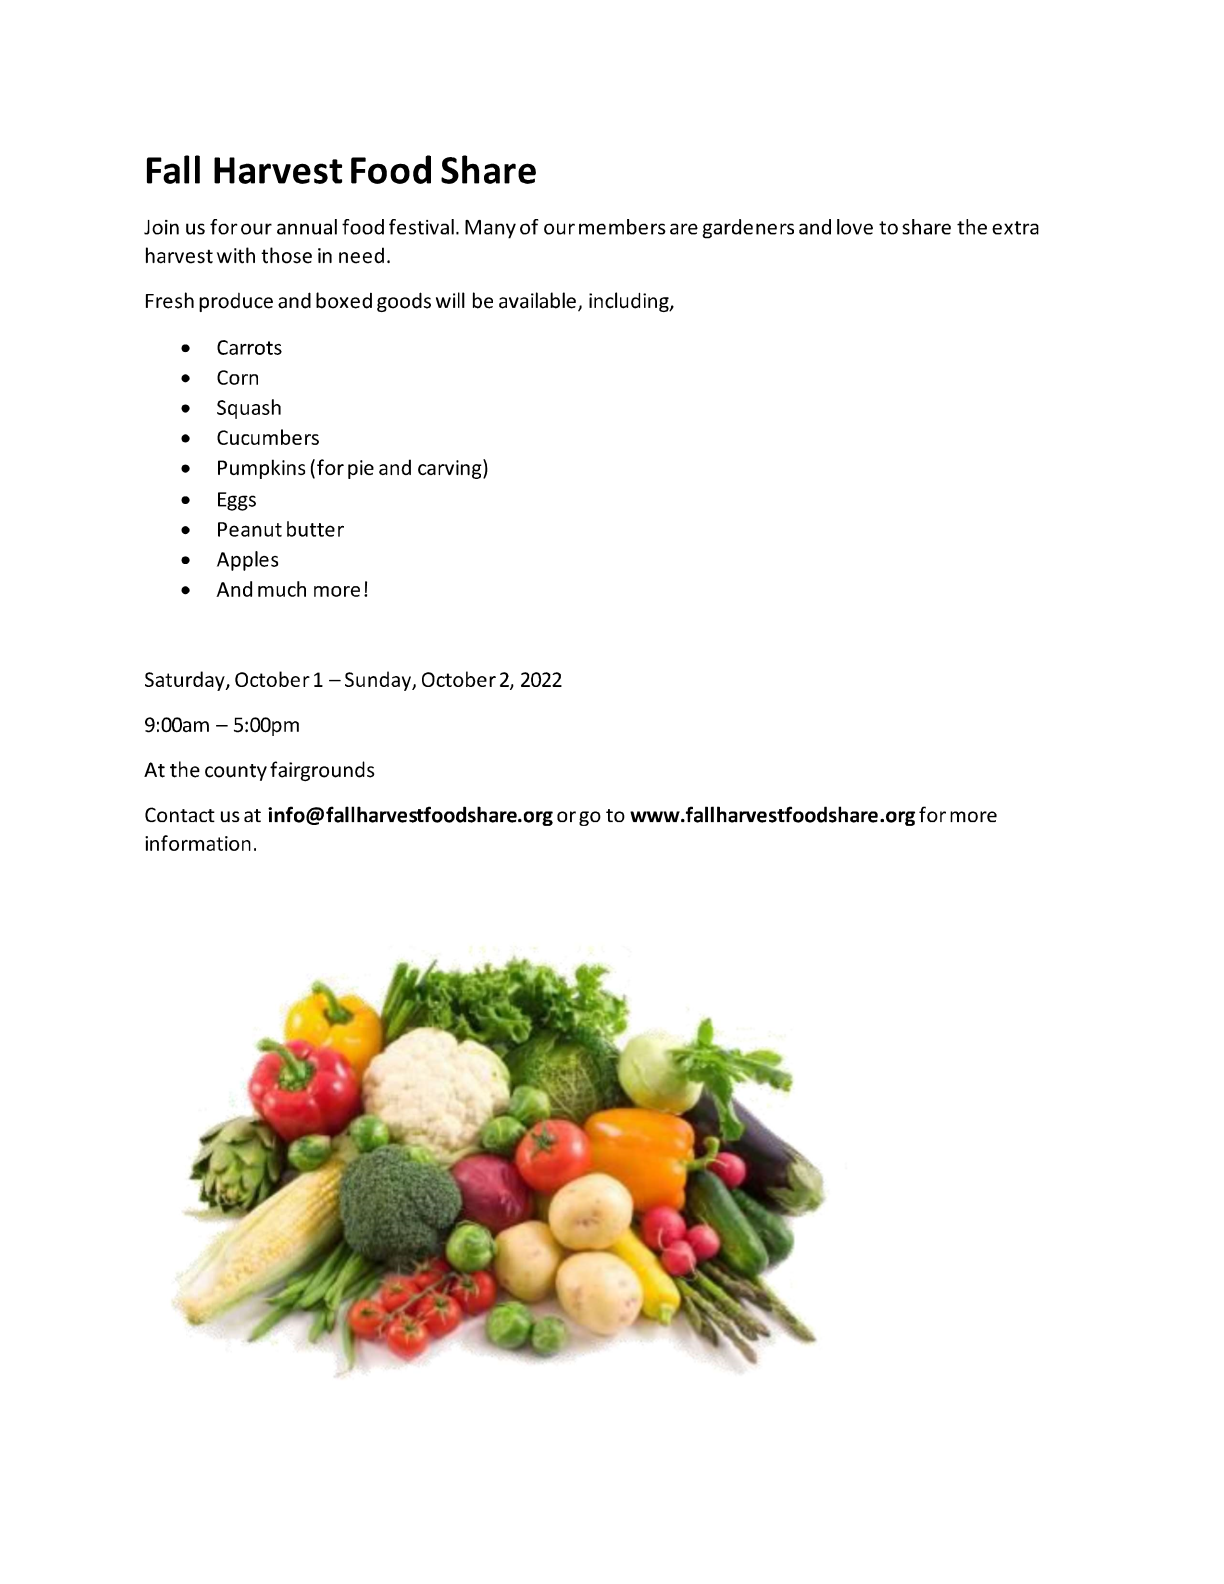 Fall Harvest Food Share
Join us for our annual food festival. Many of our members are gardeners and love to share the extra
harvest with those in need.
Fresh produce and boxed goods will be available, including,
• Carrots
• Corn
• Squash
• Cucumbers
• Pumpkins (for pie and carving)
• Eggs
• Peanut butter
• Apples
• And much more!
Saturday, October 1 – Sunday, October 2, 2022
9:00am – 5:00pm
At the county fairgrounds
Contact us at info@fallharvestfoodshare.org or go to www.fallharvestfoodshare.org for more
information.